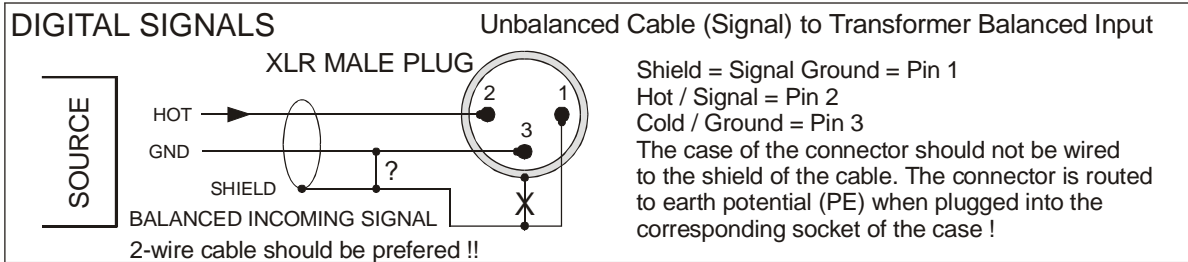 DIGITAL SIGNALS
Unbalanced Cable (Signal) to Transformer Balanced Input
XLR MALE PLUG
SOURCE
HOT
GND
SHIELD
?
2
1
3
X
BALANCED INCOMING SIGNAL
2-wire cable should be prefered !!
Shield = Signal Ground = Pin 1
Hot / Signal = Pin 2
Cold / Ground = Pin 3
The case of the connector should not be wired
to the shield of the cable. The connector is routed
to earth potential (PE) when plugged into the
corresponding socket of the case !